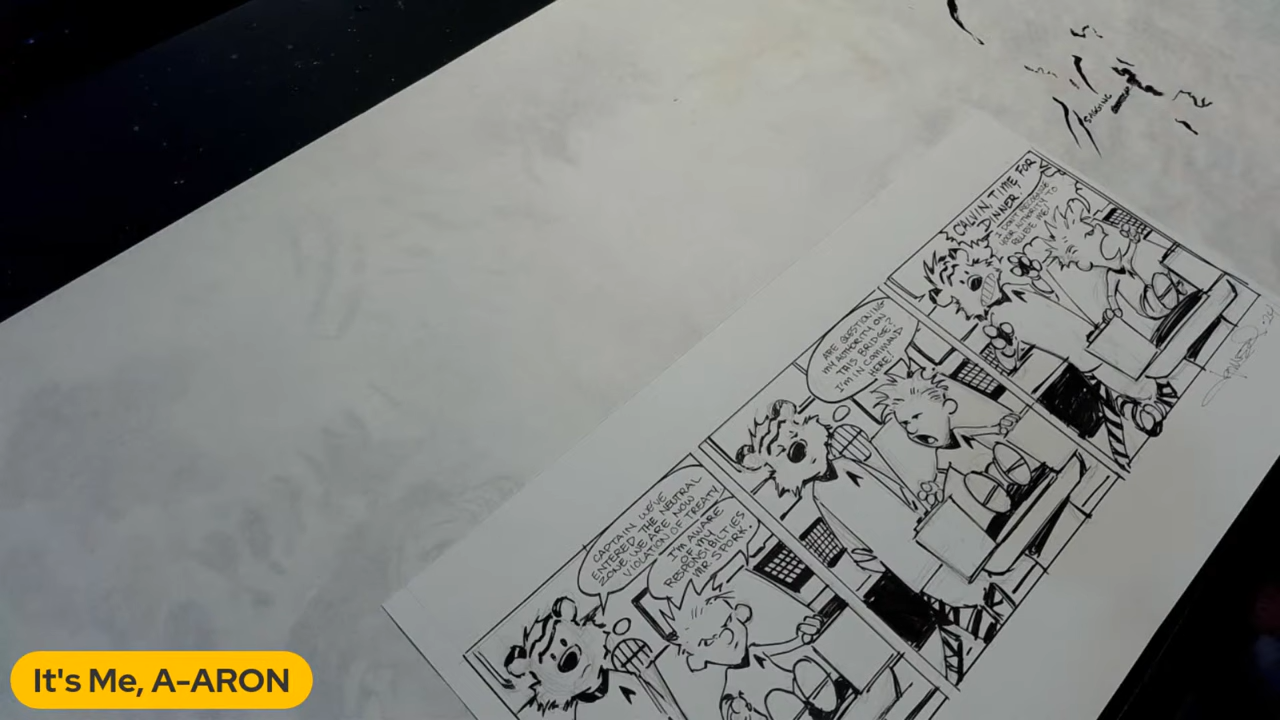 CAPTAIN WE'VE
ENTERED THE NEUTRAL
ZONE, WE ARE NOW
VIOLATION OF TREATY
I'M AWARE
OF MY
RESPONSIBILTIES
MR. SPORK.
ARE QUESTIONING
MY AUTHORITY ON
THIS BRIDGE?
I'M IN COMMAND
HERE!
CALVIN TIME FOR
DINNER!
I DON'T RECOGNIZE
YOUR AUTHORITY TO
RELIEVE ME!
It's Me, A-ARON